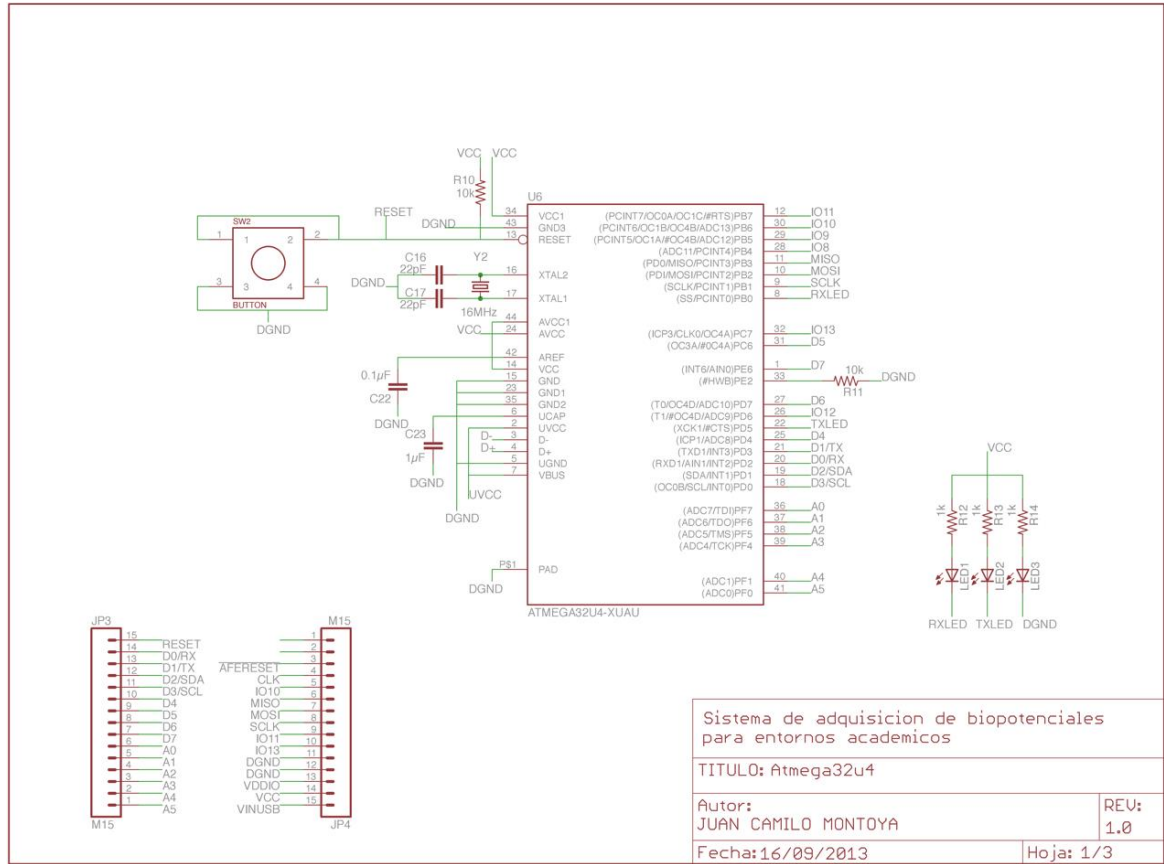 VCC VCC
R10
10k
U6
RESET
DGND
SW2
1 1 2 2
3 3 4 4
BUTTON
DGND
C16
22pF
Y2
DGND
C17
22pF
16MHz
VCC
0.1µF
C22
DGND
C23
1µF
DGND
D-
D+
UVCC
DGND
DGND
34 VCC1
43 GND3
13 RESET
16 XTAL2
17 XTAL1
44 AVCC1
24 AVCC
42 AREF
14 VCC
15 GND
23 GND1
35 GND2
6 UCAP
2 UVCC
3 D-
4 D+
5 UGND
7 VBUS
P$1 PAD
(PCINT7/OC0A/OC1C/#RTS)PB7 12 IO11
(PCINT6/OC1B/OC4B/ADC13)PB6 30 IO10
(PCINT5/OC1A/#OC4B/ADC12)PB5 29 IO9
(ADC11/PCINT4)PB4 28 IO8
(PD0/MISO/PCINT3)PB3 11 MISO
(PDI/MOSI/PCINT2)PB2 10 MOSI
(SCLK/PCINT1)PB1 9 SCLK
(SS/PCINT0)PB0 8 RXLED
(ICP3/CLK0/OC4A)PC7 32 IO13
(OC3A/#0C4A)PC6 31 D5
(INT6/AIN0)PE6 1 D7
(#HWB)PE2 33
10k
R11
DGND
(T0/OC4D/ADC10)PD7 27 D6
(T1/#OC4D/ADC9)PD6 26 IO12
(XCK1/#CTS)PD5 22 TXLED
(ICP1/ADC8)PD4 25 D4
(TXD1/INT3)PD3 21 D1/TX
(RXD1/AIN1/INT2)PD2 20 D0/RX
(SDA/INT1)PD1 19 D2/SDA
(OC0B/SCL/INT0)PD0 18 D3/SCL
(ADC7/TDI)PF7 36 A0
(ADC6/TDO)PF6 37 A1
(ADC5/TMS)PF5 38 A2
(ADC4/TCK)PF4 39 A3
(ADC1)PF1 40 A4
(ADC0)PF0 41 A5
ATMEGA32U4-XUAU
VCC
1k R12
1k R13
1k R14
LED1
LED2
LED3
RXLED TXLED DGND
JP3
15 RESET
14 D0/RX
13 D1/TX
12 D2/SDA
11 D3/SCL
10 D4
9 D5
8 D6
7 D7
6 A0
5 A1
4 A2
3 A3
2 A4
1 A5
M15
M15
1
2
AFERESET 3
CLK 4
IO10 5
MISO 6
MOSI 7
SCLK 8
IO11 9
IO13 10
DGND 11
DGND 12
VDDIO 13
VCC 14
VINUSB 15
JP4
Sistema de adquisicion de biopotenciales
para entornos academicos
TITULO: Atmega32u4
Autor:
JUAN CAMILO MONTOYA
REV:
1.0
Fecha:16/09/2013
Hoja: 1/3